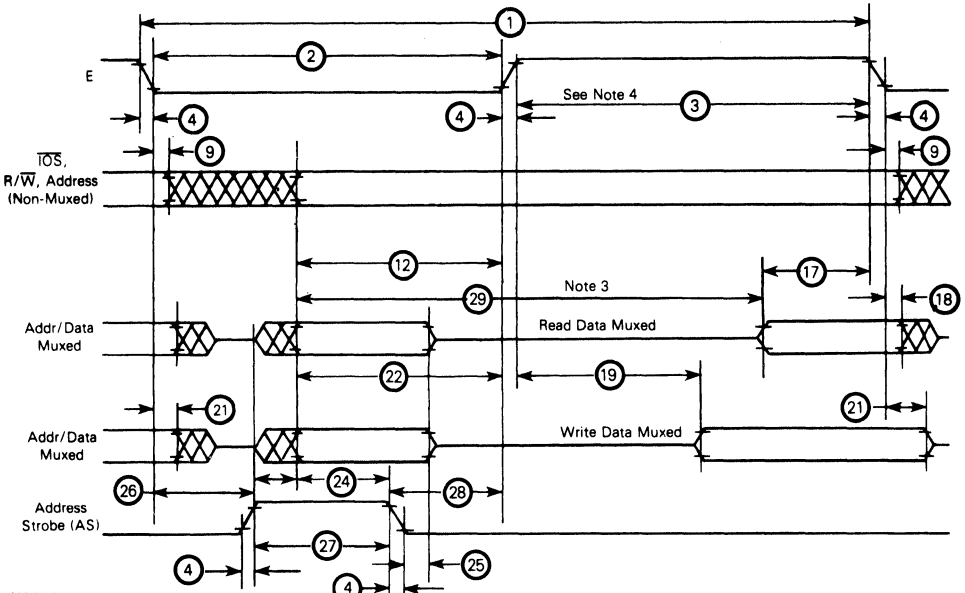 1
2
E
See Note 4
3
4
4
4
9
9
I̅O̅S̅,
R/W̅, Address
(Non-Muxed)
12
17
29
Note 3
18
Addr/Data
Muxed
Read Data Muxed
22
19
21
21
Addr/Data
Muxed
Write Data Muxed
26
24
28
Address
Strobe (AS)
27
25
4
4